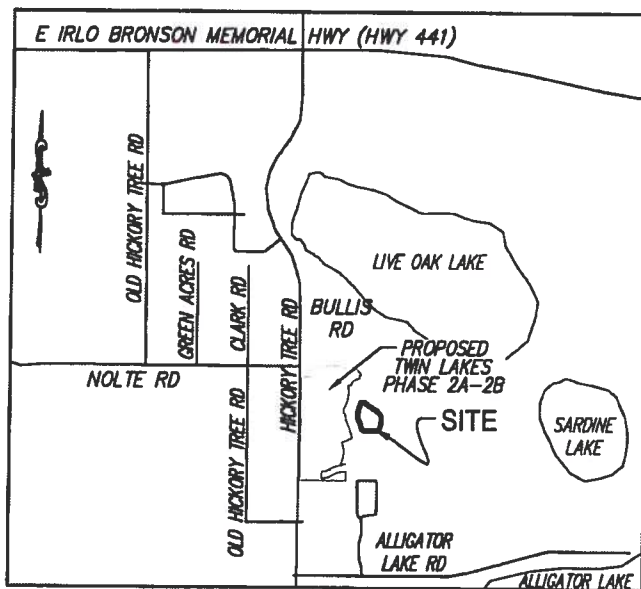 E IRLO BRONSON MEMORIAL HWY (HWY 441)
OLD HICKORY TREE RD
GREEN ACRES RD
CLARK RD
HICKORY TREE RD
LIVE OAK LAKE
BULLIS
RD
NOLTE RD
PROPOSED
TWIN LAKES
PHASE 2A-2B
SITE
SARDINE
LAKE
OLD HICKORY TREE RD
ALLIGATOR
LAKE RD
ALLIGATOR LAKE